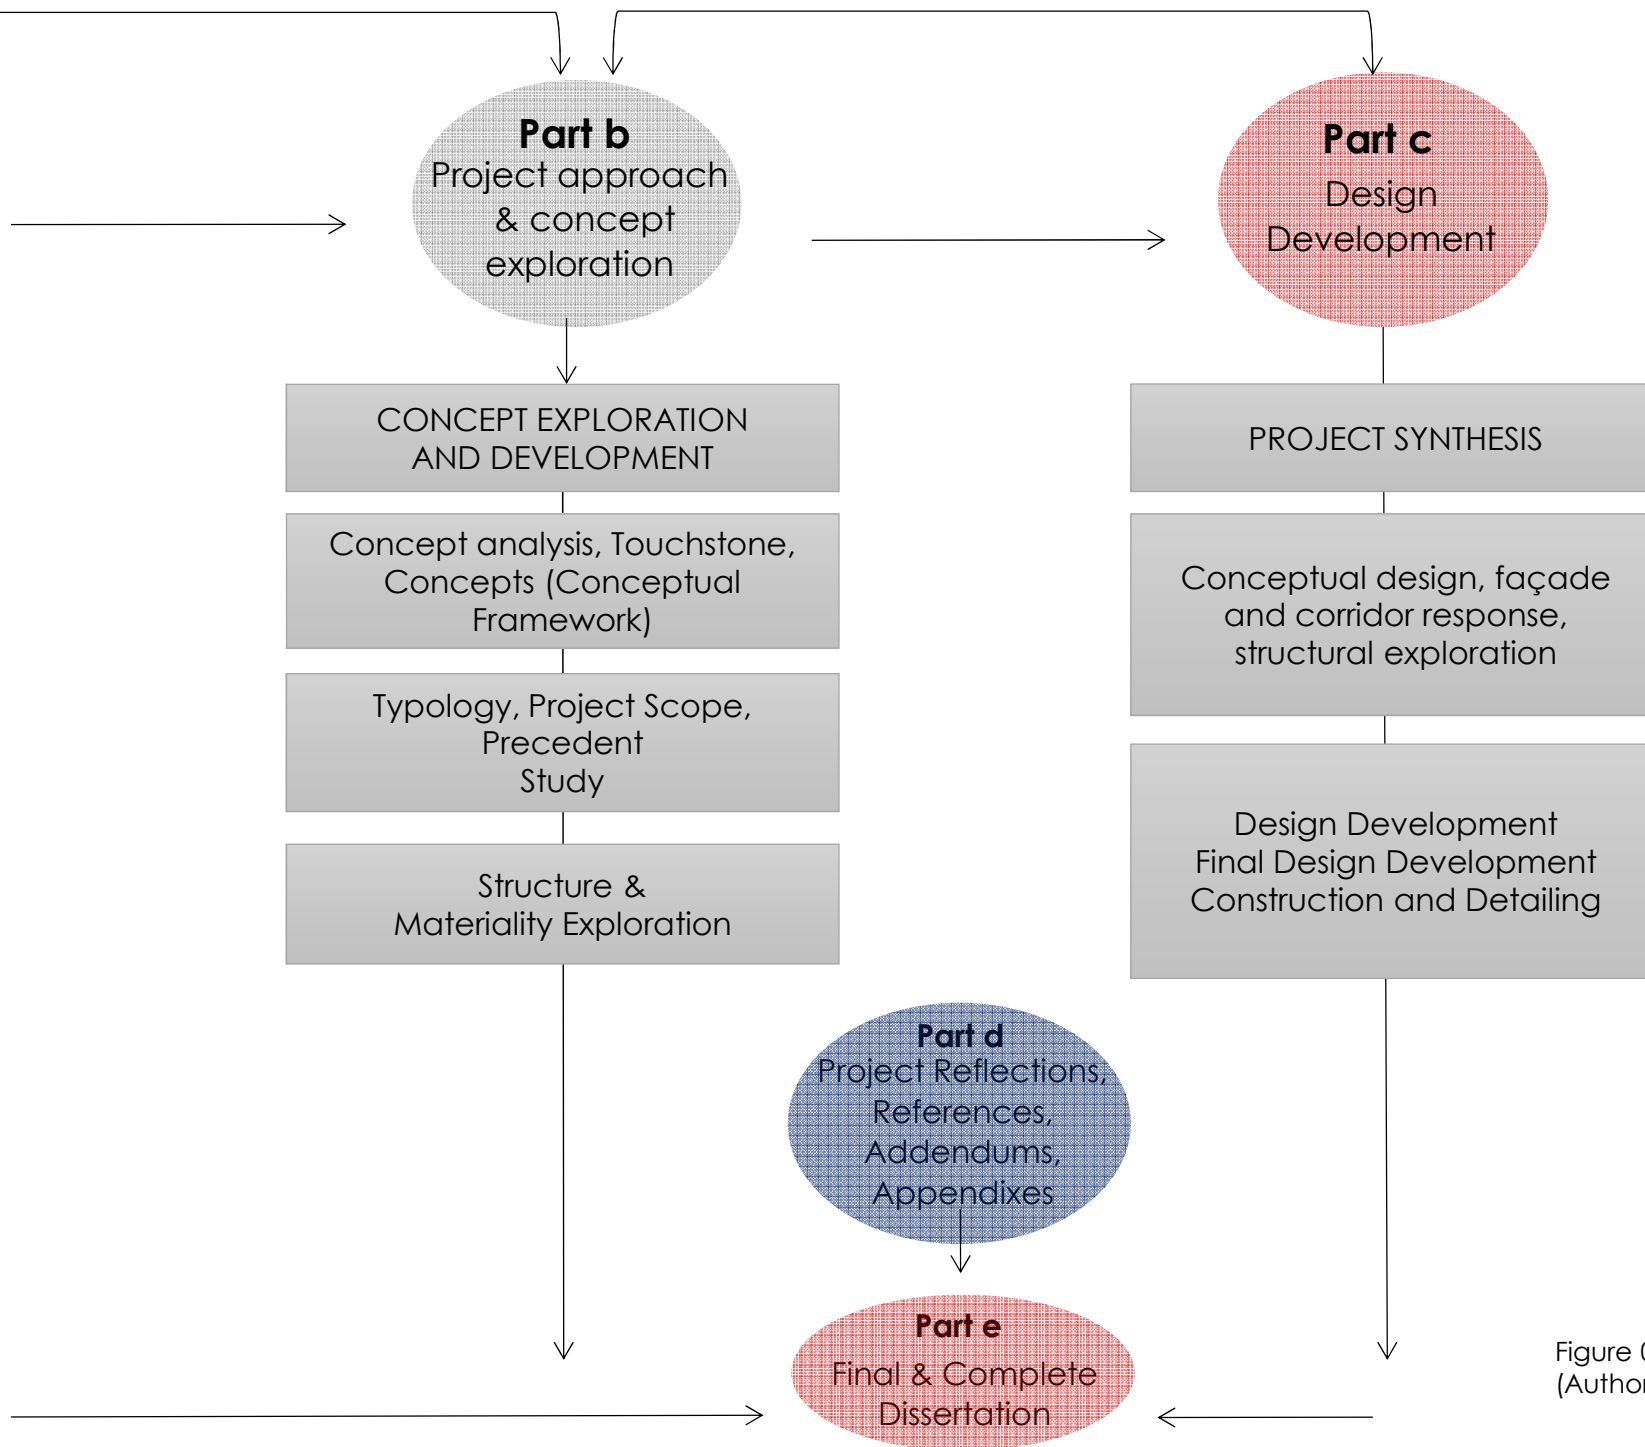 Part b
Project approach
& concept
exploration
CONCEPT EXPLORATION
AND DEVELOPMENT
Concept analysis, Touchstone,
Concepts (Conceptual
Framework)
Typology, Project Scope,
Precedent
Study
Structure &
Materiality Exploration
Part c
Design
Development
PROJECT SYNTHESIS
Conceptual design, façade
and corridor response,
structural exploration
Design Development
Final Design Development
Construction and Detailing
Part d
Project Reflections,
References,
Addendums,
Appendixes
Part e
Final & Complete
Dissertation
Figure
(Author